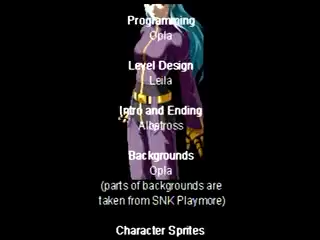 Programming
Opla
Level Design
Leila
Intro and Ending
Albatross
Backgrounds
Opla
(parts of backgrounds are
taken from SNK Playmore)
Character Sprites